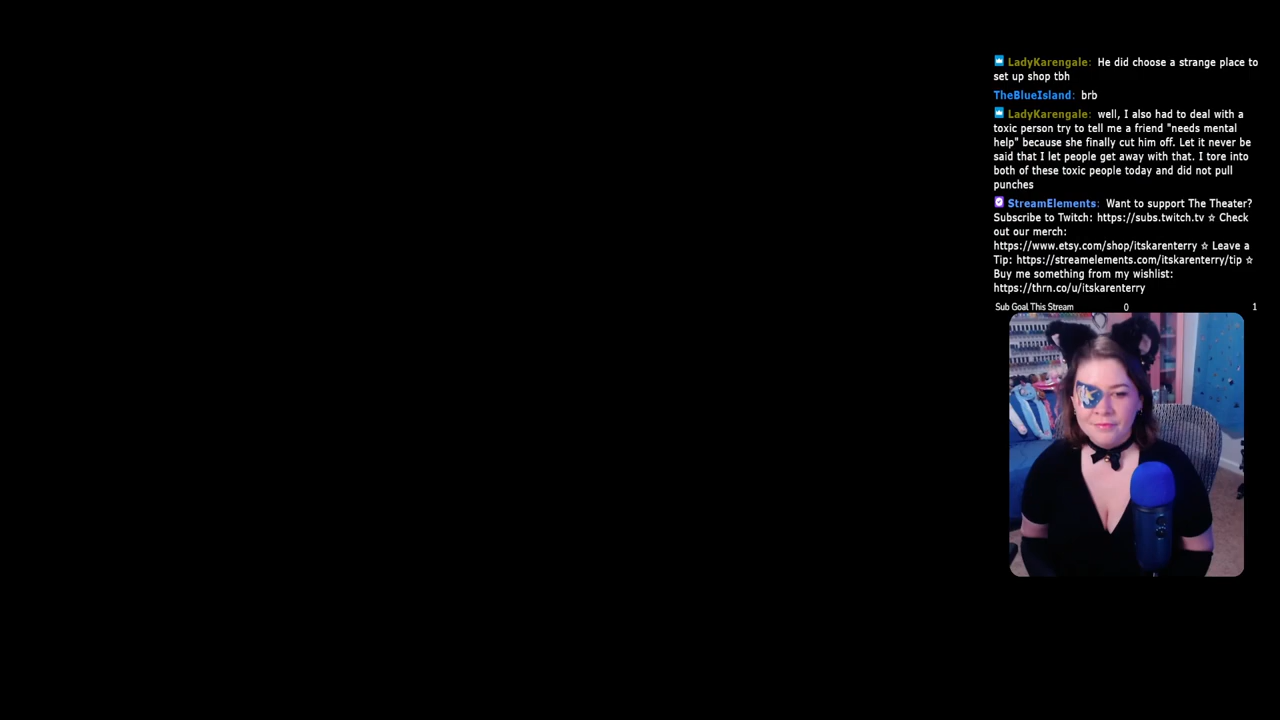 LadyKarengale: He did choose a strange place to
set up shop tbh
TheBlueIsland: brb
LadyKarengale: well, I also had to deal with a
toxic person try to tell me a friend "needs mental
help" because she finally cut him off. Let it never be
said that I let people get away with that. I tore into
both of these toxic people today and did not pull
punches
StreamElements: Want to support The Theater?
Subscribe to Twitch: https://subs.twitch.tv ☆ Check
out our merch:
https://www.etsy.com/shop/itskarenterry ☆ Leave a
Tip: https://streamelements.com/itskarenterry/tip ☆
Buy me something from my wishlist:
https://thrn.co/u/itskarenterry
Sub Goal This Stream 0 1